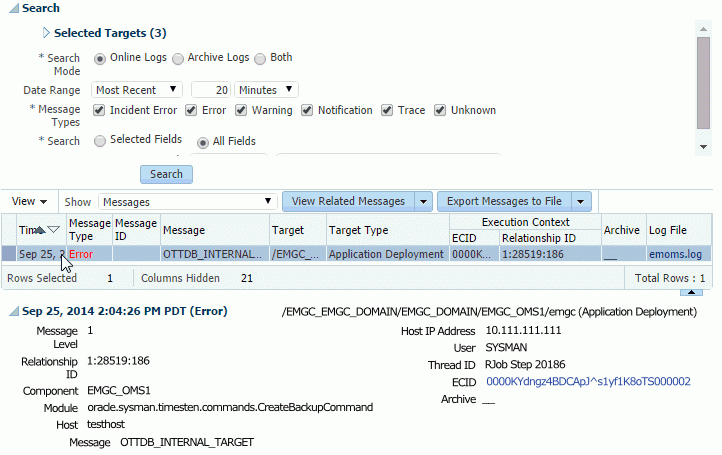 Search
Selected Targets (3)
* Search Mode Online Logs Archive Logs Both
Date Range Most Recent 20 Minutes
* Message Types Incident Error Error Warning Notification Trace Unknown
* Search Selected Fields All Fields
Search
View Show Messages View Related Messages Export Messages to File
Execution Context
Time Message Type Message ID Message Target Target Type ECID Relationship ID Archive Log File
Sep 25, 2 Error OTTDB_INTERNAL... /EMGC_... Application Deployment 0000K... 1:28519:186 __ emoms.log
Rows Selected 1 Columns Hidden 21 Total Rows : 1
Sep 25, 2014 2:04:26 PM PDT (Error) /EMGC_EMGC_DOMAIN/EMGC_DOMAIN/EMGC_OMS1/emgc (Application Deployment)
Message Level 1
Relationship ID 1:28519:186
Component EMGC_OMS1
Module oracle.sysman.timesten.commands.CreateBackupCommand
Host testhost
Message OTTDB_INTERNAL_TARGET
Host IP Address 10.111.111.111
User SYSMAN
Thread ID RJob Step 20186
ECID 0000KYdngz4BDCApJ^s1yf1K8oTS000002
Archive __